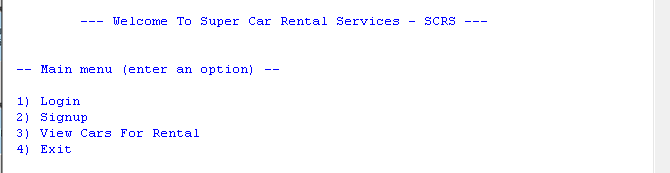 --- Welcome To Super Car Rental Services - SCRS ---
-- Main menu (enter an option) --
1) Login
2) Signup
3) View Cars For Rental
4) Exit